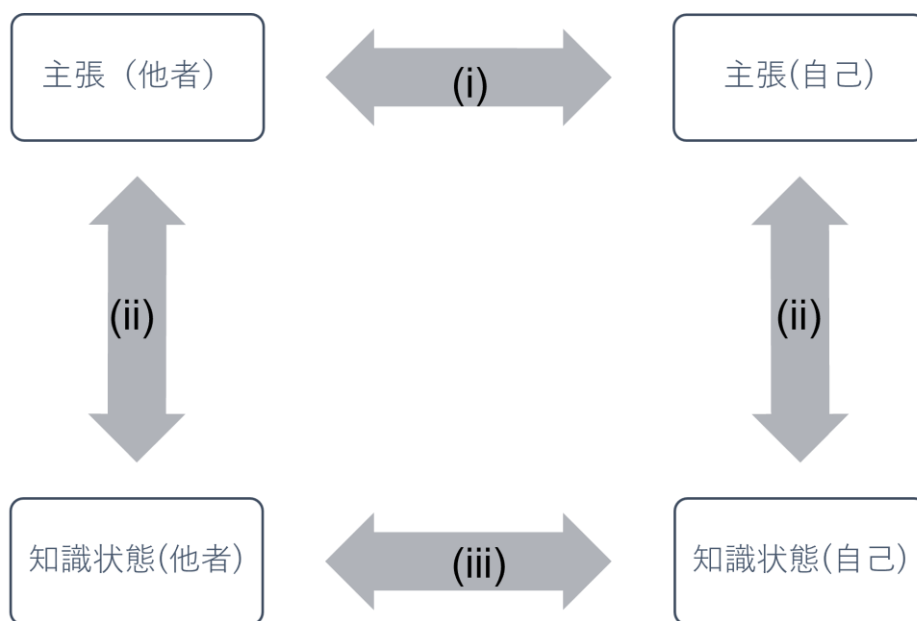 主張（他者）
(i)
主張(自己)
(ii)
(ii)
知識状態(他者)
(iii)
知識状態(自己)